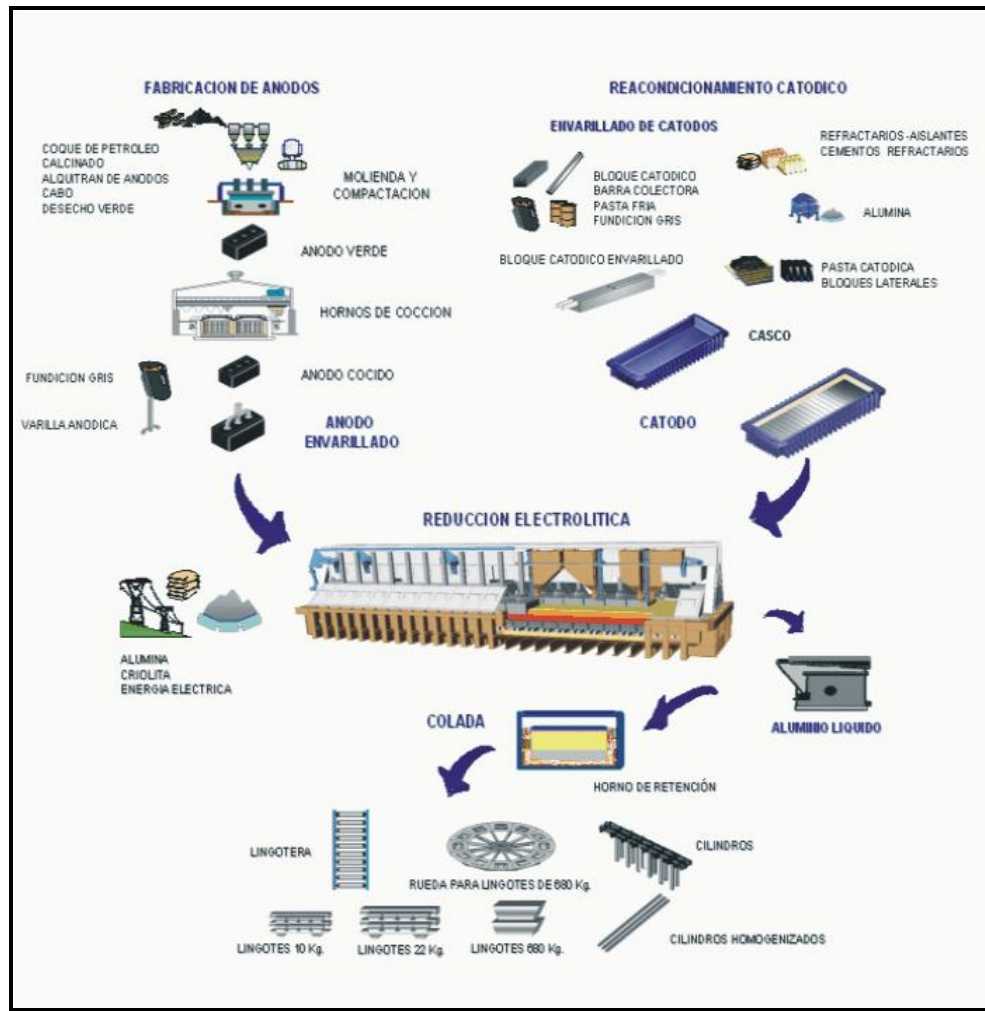 FABRICACION DE ANODOS
COQUE DE PETROLEO
CALCINADO
ALQUITRAN DE ANODOS
CABO
DESECHO VERDE
MOLIENDA Y
COMPACTACION
ANODO VERDE
HORNOS DE COCCION
FUNDICION GRIS
ANODO COCIDO
VARILLA ANODICA
ANODO
ENVARILLADO
REACONDICIONAMIENTO CATODICO
ENVARILLADO DE CATODOS
REFRACTARIOS -AISLANTES
CEMENTOS REFRACTARIOS
BLOQUE CATODICO
BARRA COLECTORA
PASTA FRIA
FUNDICION GRIS
ALUMINA
BLOQUE CATODICO ENVARILLADO
PASTA CATODICA
BLOQUES LATERALES
CASCO
CATODO
REDUCCION ELECTROLITICA
ALUMINA
CRIOLITA
ENERGIA ELECTRICA
ALUMINIO LIQUIDO
COLADA
HORNO DE RETENCIÓN
LINGOTERA
RUEDA PARA LINGOTES DE 680 Kg.
CILINDROS
LINGOTES 10 Kg.
LINGOTES 22 Kg.
LINGOTES 680 Kg.
CILINDROS HOMOGENIZADOS